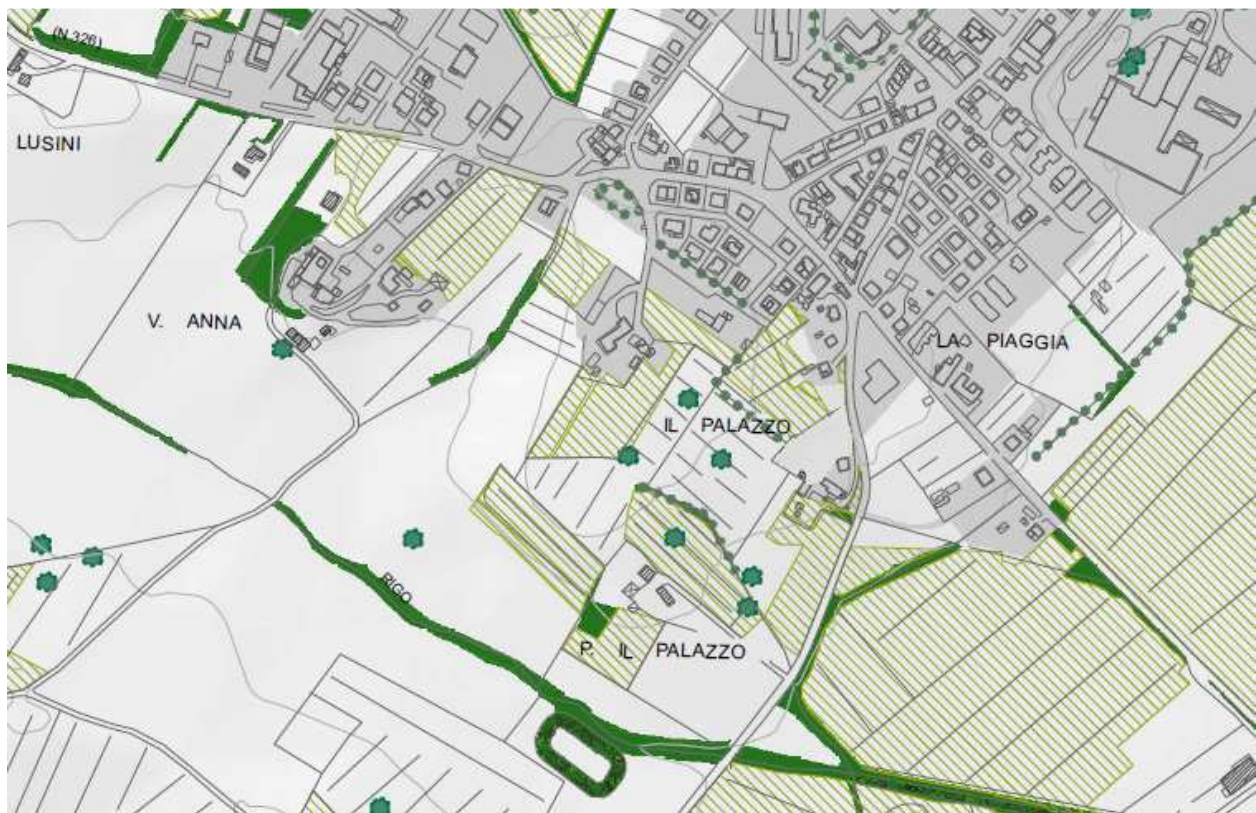 (N.326)
LUSINI
V. ANNA
LA PIAGGIA
IL PALAZZO
RIGO
P. IL PALAZZO